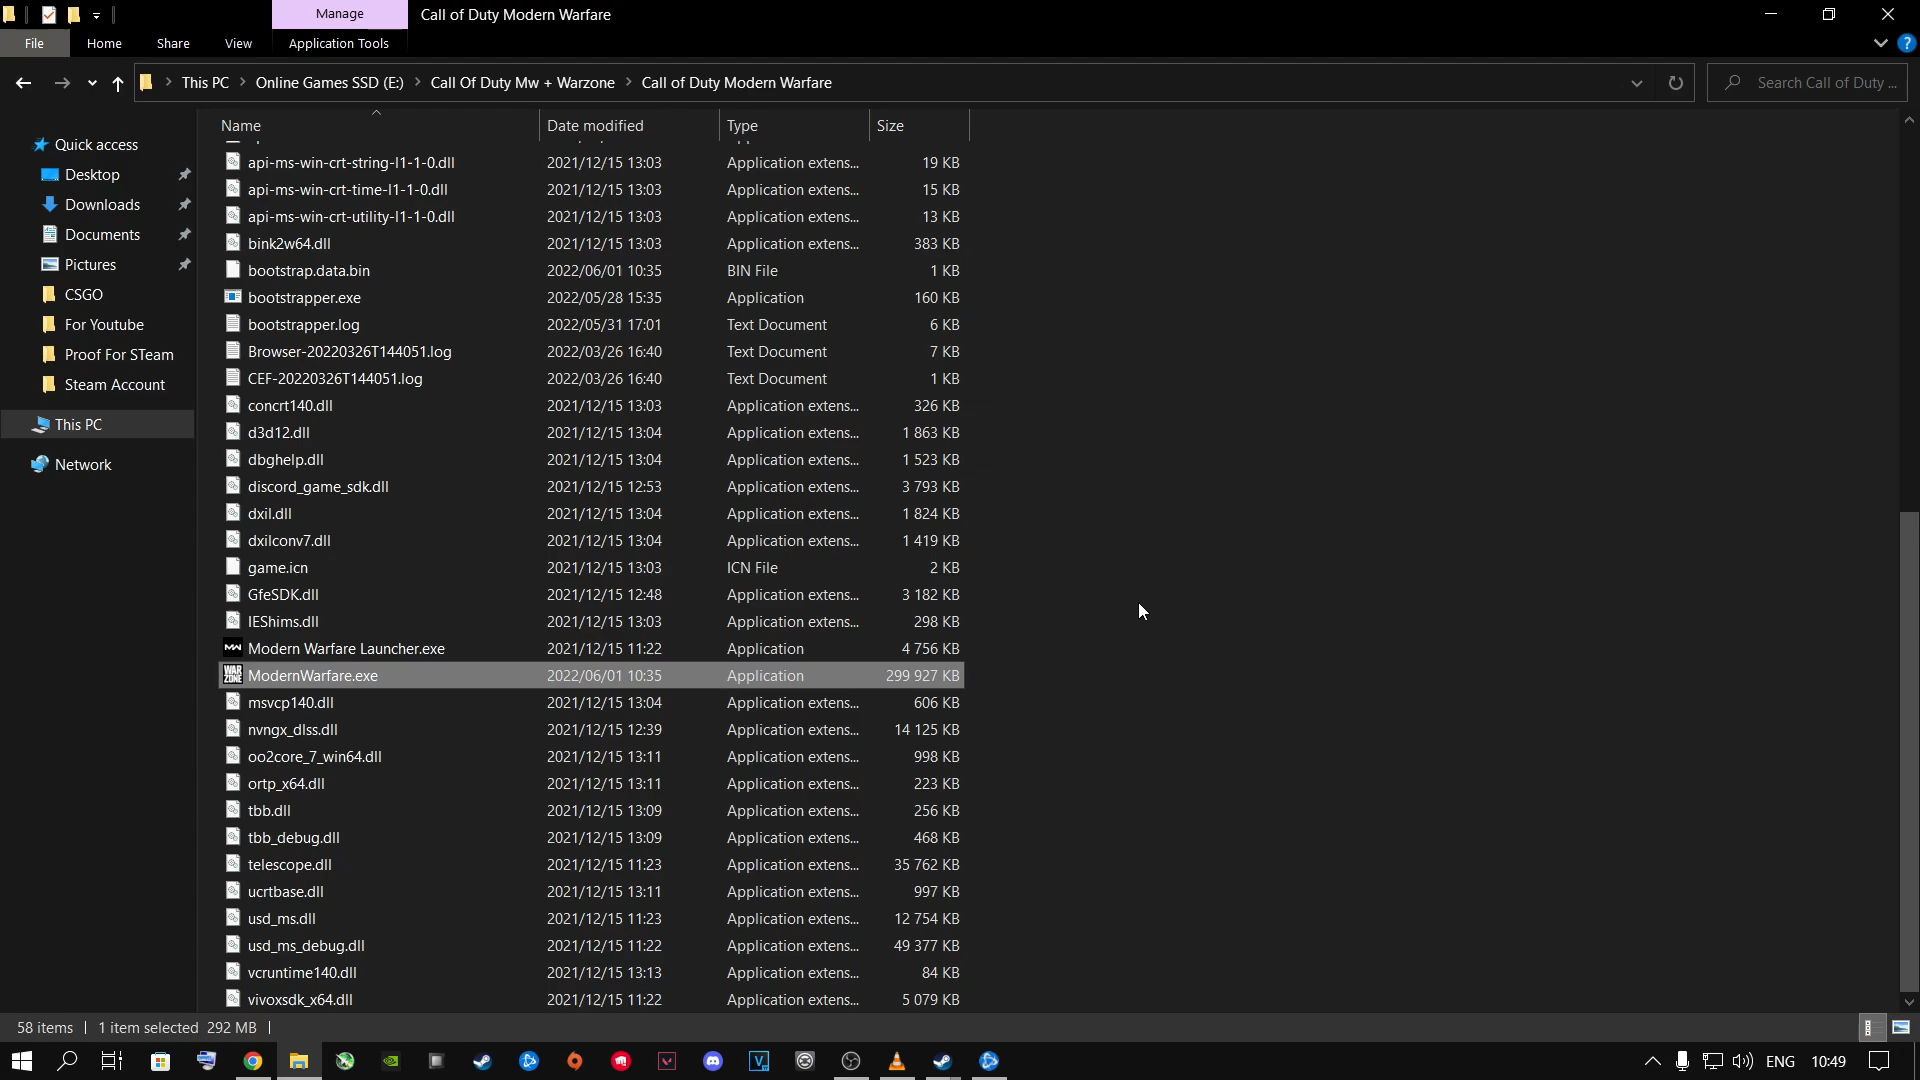 Manage
Call of Duty Modern Warfare
File
Home
Share
View
Application Tools
This PC > Online Games SSD (E:) > Call Of Duty Mw + Warzone > Call of Duty Modern Warfare
Search Call of Duty ...
Name Date modified Type Size
Quick access
Desktop
Downloads
Documents
Pictures
CSGO
For Youtube
Proof For STeam
Steam Account
This PC
Network
api-ms-win-crt-string-l1-1-0.dll 2021/12/15 13:03 Application extens... 19 KB
api-ms-win-crt-time-l1-1-0.dll 2021/12/15 13:03 Application extens... 15 KB
api-ms-win-crt-utility-l1-1-0.dll 2021/12/15 13:03 Application extens... 13 KB
bink2w64.dll 2021/12/15 13:03 Application extens... 383 KB
bootstrap.data.bin 2022/06/01 10:35 BIN File 1 KB
bootstrapper.exe 2022/05/28 15:35 Application 160 KB
bootstrapper.log 2022/05/31 17:01 Text Document 6 KB
Browser-20220326T144051.log 2022/03/26 16:40 Text Document 7 KB
CEF-20220326T144051.log 2022/03/26 16:40 Text Document 1 KB
concrt140.dll 2021/12/15 13:03 Application extens... 326 KB
d3d12.dll 2021/12/15 13:04 Application extens... 1 863 KB
dbghelp.dll 2021/12/15 13:04 Application extens... 1 523 KB
discord_game_sdk.dll 2021/12/15 12:53 Application extens... 3 793 KB
dxil.dll 2021/12/15 13:04 Application extens... 1 824 KB
dxilconv7.dll 2021/12/15 13:04 Application extens... 1 419 KB
game.icn 2021/12/15 13:03 ICN File 2 KB
GfeSDK.dll 2021/12/15 12:48 Application extens... 3 182 KB
IEShims.dll 2021/12/15 13:03 Application extens... 298 KB
Modern Warfare Launcher.exe 2021/12/15 11:22 Application 4 756 KB
WAR ZONE ModernWarfare.exe 2022/06/01 10:35 Application 299 927 KB
msvcp140.dll 2021/12/15 13:04 Application extens... 606 KB
nvngx_dlss.dll 2021/12/15 12:39 Application extens... 14 125 KB
oo2core_7_win64.dll 2021/12/15 13:11 Application extens... 998 KB
ortp_x64.dll 2021/12/15 13:11 Application extens... 223 KB
tbb.dll 2021/12/15 13:09 Application extens... 256 KB
tbb_debug.dll 2021/12/15 13:09 Application extens... 468 KB
telescope.dll 2021/12/15 11:23 Application extens... 35 762 KB
ucrtbase.dll 2021/12/15 13:11 Application extens... 997 KB
usd_ms.dll 2021/12/15 11:23 Application extens... 12 754 KB
usd_ms_debug.dll 2021/12/15 11:22 Application extens... 49 377 KB
vcruntime140.dll 2021/12/15 13:13 Application extens... 84 KB
vivoxsdk_x64.dll 2021/12/15 11:22 Application extens... 5 079 KB
58 items 1 item selected 292 MB
ENG 10:49